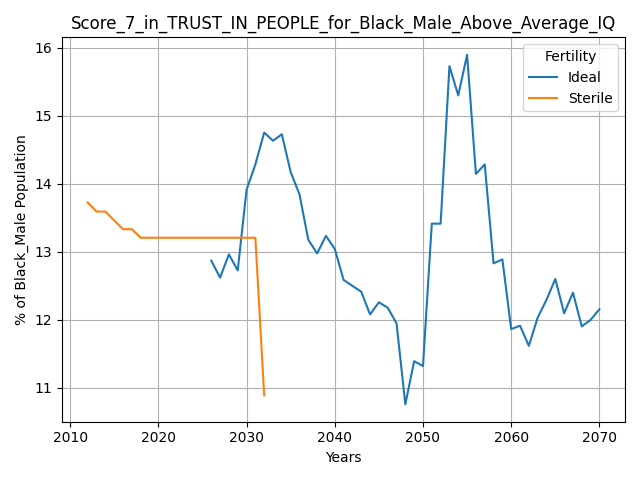 Score_7_in_TRUST_IN_PEOPLE_for_Black_Male_Above_Average_IQ
Fertility
Ideal
Sterile
% of Black_Male Population
16
15
14
13
12
11
2010 2020 2030 2040 2050 2060 2070
Years